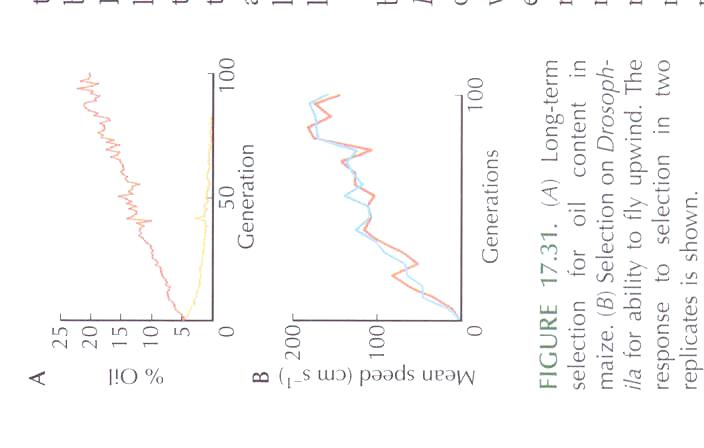 A
25
20
15
10
5
0
% Oil
50
100
Generation
B
200
100
0
Mean speed (cm s⁻¹)
100
Generations
FIGURE 17.31. (A) Long-term
selection for oil content in
maize. (B) Selection on Drosoph-
ila for ability to fly upwind. The
response to selection in two
replicates is shown.